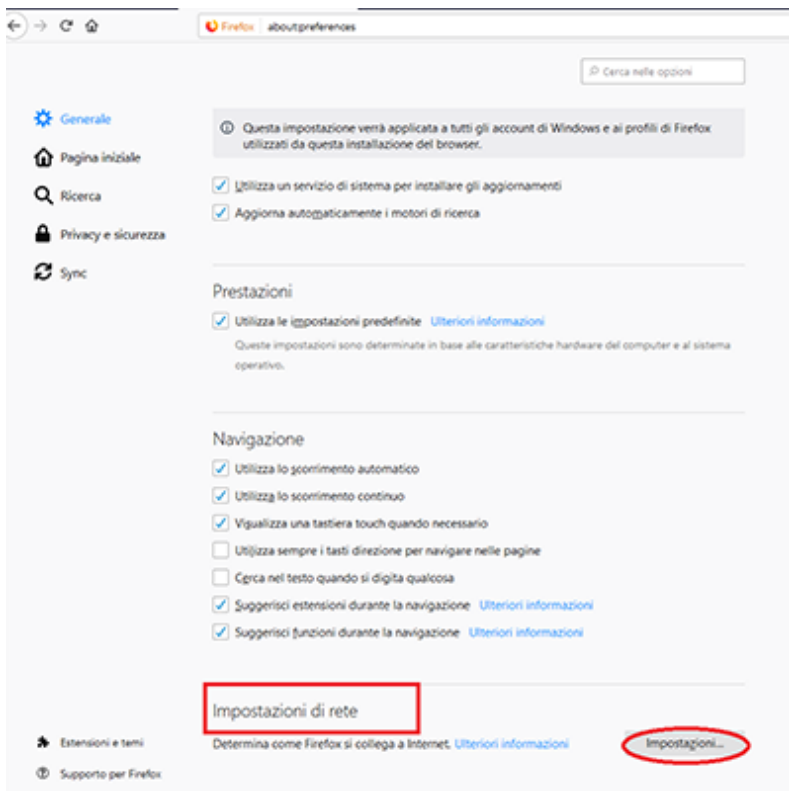 Firefox about:preferences
Cerca nelle opzioni
Generale
Pagina iniziale
Ricerca
Privacy e sicurezza
Sync
Questa impostazione verrà applicata a tutti gli account di Windows e ai profili di Firefox
utilizzati da questa installazione del browser.
Utilizza un servizio di sistema per installare gli aggiornamenti
Aggiorna automaticamente i motori di ricerca
Prestazioni
Utilizza le impostazioni predefinite Ulteriori informazioni
Queste impostazioni sono determinate in base alle caratteristiche hardware del computer e al sistema
operativo.
Navigazione
Utilizza lo scorrimento automatico
Utilizza lo scorrimento continuo
Visualizza una tastiera touch quando necessario
Utilizza sempre i tasti direzione per navigare nelle pagine
Cerca nel testo quando si digita qualcosa
Suggerisci estensioni durante la navigazione Ulteriori informazioni
Suggerisci funzioni durante la navigazione Ulteriori informazioni
Impostazioni di rete
Determina come Firefox si collega a Internet. Ulteriori informazioni
Impostazioni...
Estensioni e temi
Supporto per Firefox